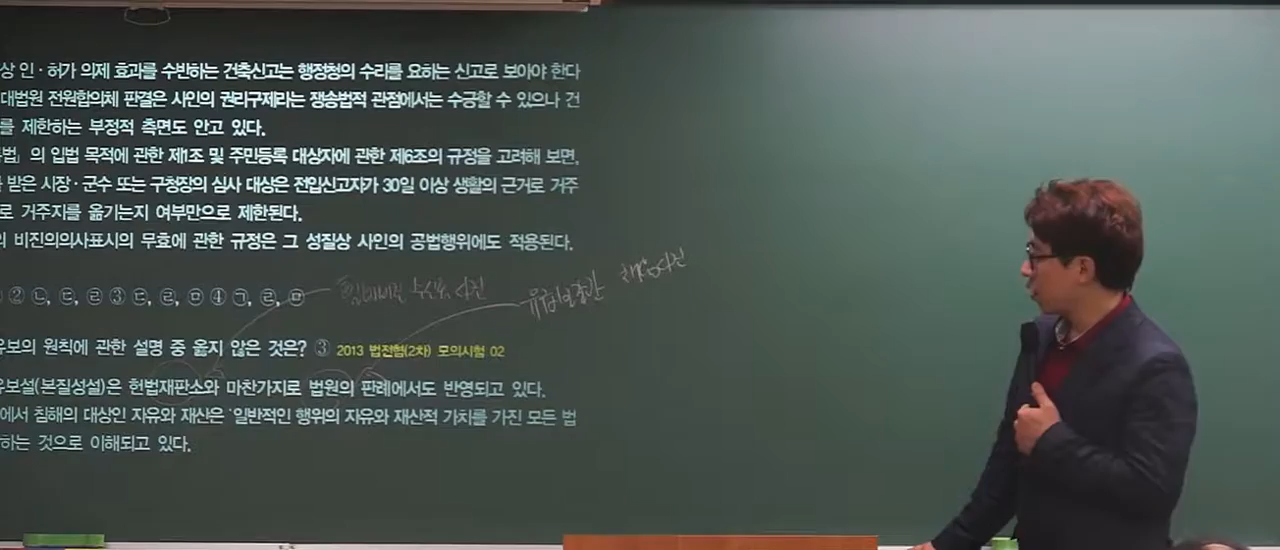 상 인·허가 의제 효과를 수반하는 건축신고는 행정청의 수리를 요하는 신고로 보아야 한다
대법원 전원합의체 판결은 사인의 권리구제라는 쟁송법적 관점에서는 수긍할 수 있으나 건
를 제한하는 부정적 측면도 안고 있다.
법」의 입법 목적에 관한 제1조 및 주민등록 대상자에 관한 제6조의 규정을 고려해 보면,
받은 시장·군수 또는 구청장의 심사 대상은 전입신고자가 30일 이상 생활의 근거로 거주
로 거주지를 옮기는지 여부만으로 제한된다.
의 비진의의사표시의 무효에 관한 규정은 그 성질상 사인의 공법행위에도 적용된다.
② ㉡, ㉢, ㉣ ③ ㉢, ㉣, ㉤ ④ ㉠, ㉣, ㉤
유보의 원칙에 관한 설명 중 옳지 않은 것은? ③ 2013 법전협(2차) 모의시험 02
유보설(본질성설)은 헌법재판소와 마찬가지로 법원의 판례에서도 반영되고 있다.
에서 침해의 대상인 자유와 재산은 '일반적인 행위의 자유와 재산적 가치를 가진 모든 법
하는 것으로 이해되고 있다.